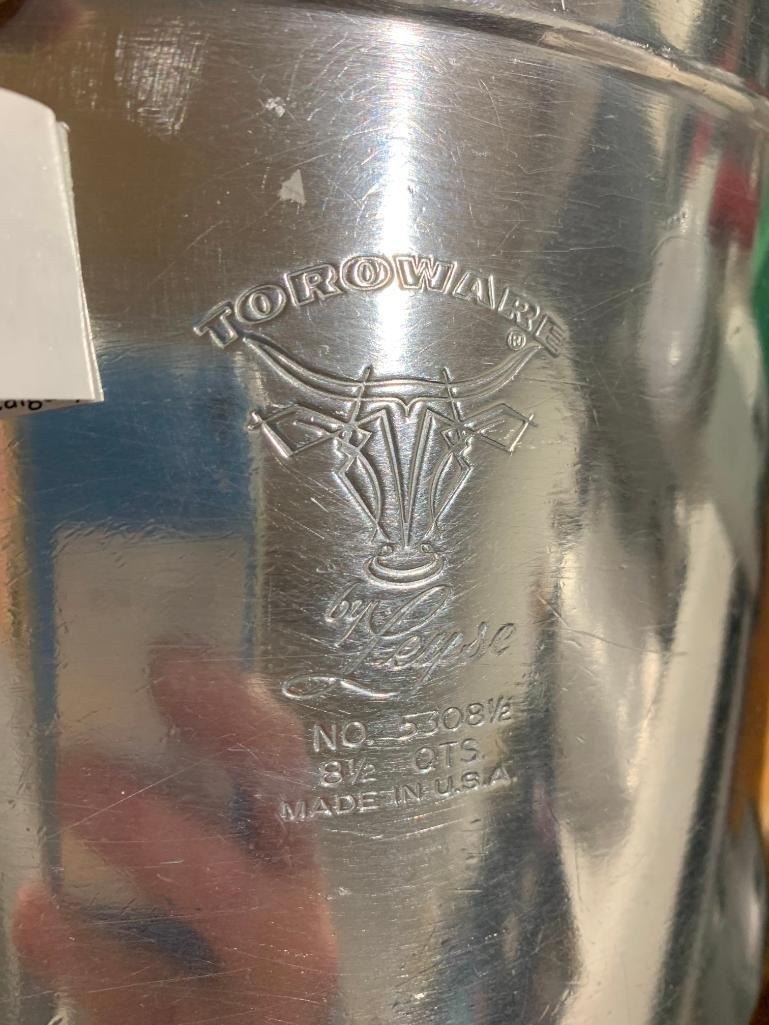 TOROWARE
®
by Leyse
NO. 5308½
8½ QTS.
MADE IN U.S.A.